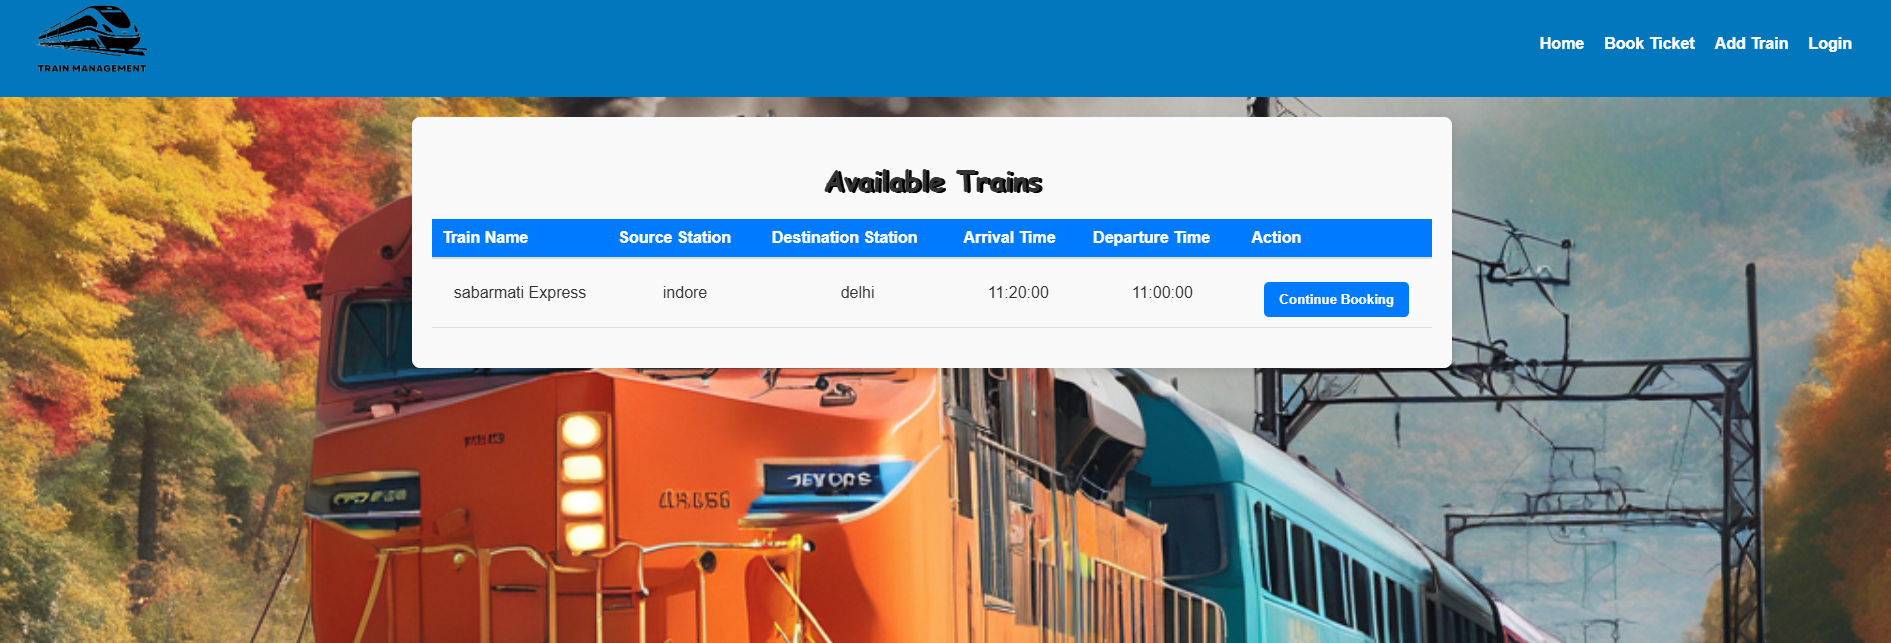 TRAIN MANAGEMENT
Home Book Ticket Add Train Login
Available Trains
Train Name Source Station Destination Station Arrival Time Departure Time Action
sabarmati Express indore delhi 11:20:00 11:00:00 Continue Booking